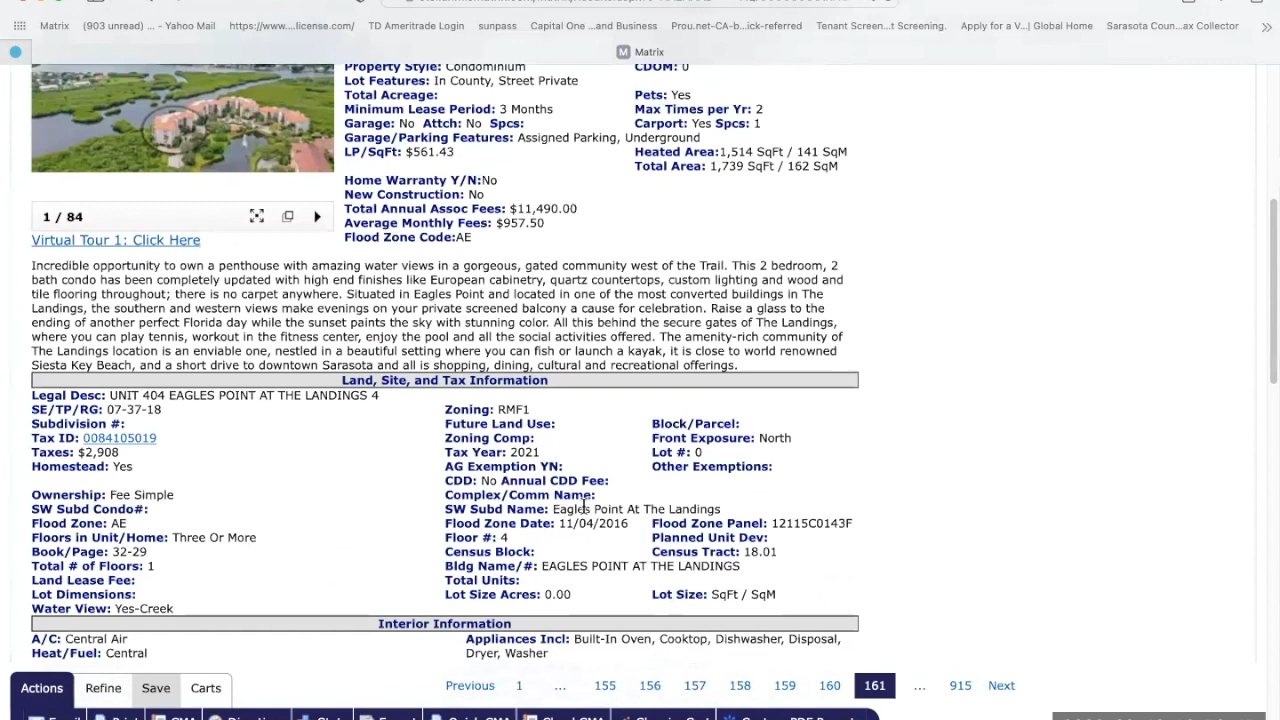 Matrix
(903 unread) ... - Yahoo Mail
https://www....license.com/
TD Ameritrade Login
sunpass
Capital One ...and Business
Prou.net-CA-b...ick-referred
Tenant Screen...t Screening.
Apply for a V...| Global Home
Sarasota Coun...ax Collector
Matrix
Property Style: Condominium CDOM: 0
Lot Features: In County, Street Private
Total Acreage: Pets: Yes
Minimum Lease Period: 3 Months Max Times per Yr: 2
Garage: No Attch: No Spcs: Carport: Yes Spcs: 1
Garage/Parking Features: Assigned Parking, Underground
LP/SqFt: $561.43 Heated Area:1,514 SqFt / 141 SqM
Total Area: 1,739 SqFt / 162 SqM
Home Warranty Y/N:No
New Construction: No
Total Annual Assoc Fees: $11,490.00
Average Monthly Fees: $957.50
Flood Zone Code:AE
1 / 84
Virtual Tour 1: Click Here
Incredible opportunity to own a penthouse with amazing water views in a gorgeous, gated community west of the Trail. This 2 bedroom, 2
bath condo has been completely updated with high end finishes like European cabinetry, quartz countertops, custom lighting and wood and
tile flooring throughout; there is no carpet anywhere. Situated in Eagles Point and located in one of the most converted buildings in The
Landings, the southern and western views make evenings on your private screened balcony a cause for celebration. Raise a glass to the
ending of another perfect Florida day while the sunset paints the sky with stunning color. All this behind the secure gates of The Landings,
where you can play tennis, workout in the fitness center, enjoy the pool and all the social activities offered. The amenity-rich community of
The Landings location is an enviable one, nestled in a beautiful setting where you can fish or launch a kayak, it is close to world renowned
Siesta Key Beach, and a short drive to downtown Sarasota and all is shopping, dining, cultural and recreational offerings.
Land, Site, and Tax Information
Legal Desc: UNIT 404 EAGLES POINT AT THE LANDINGS 4
SE/TP/RG: 07-37-18 Zoning: RMF1
Subdivision #: Future Land Use: Block/Parcel:
Tax ID: 0084105019 Zoning Comp: Front Exposure: North
Taxes: $2,908 Tax Year: 2021 Lot #: 0
Homestead: Yes AG Exemption YN: Other Exemptions:
CDD: No Annual CDD Fee:
Ownership: Fee Simple Complex/Comm Name:
SW Subd Condo#: SW Subd Name: Eagles Point At The Landings
Flood Zone: AE Flood Zone Date: 11/04/2016 Flood Zone Panel: 12115C0143F
Floors in Unit/Home: Three Or More Floor #: 4 Planned Unit Dev:
Book/Page: 32-29 Census Block: Census Tract: 18.01
Total # of Floors: 1 Bldg Name/#: EAGLES POINT AT THE LANDINGS
Land Lease Fee: Total Units:
Lot Dimensions: Lot Size Acres: 0.00 Lot Size: SqFt / SqM
Water View: Yes-Creek
Interior Information
A/C: Central Air Appliances Incl: Built-In Oven, Cooktop, Dishwasher, Disposal,
Heat/Fuel: Central Dryer, Washer
Actions Refine Save Carts
Previous 1 ... 155 156 157 158 159 160 161 ... 915 Next